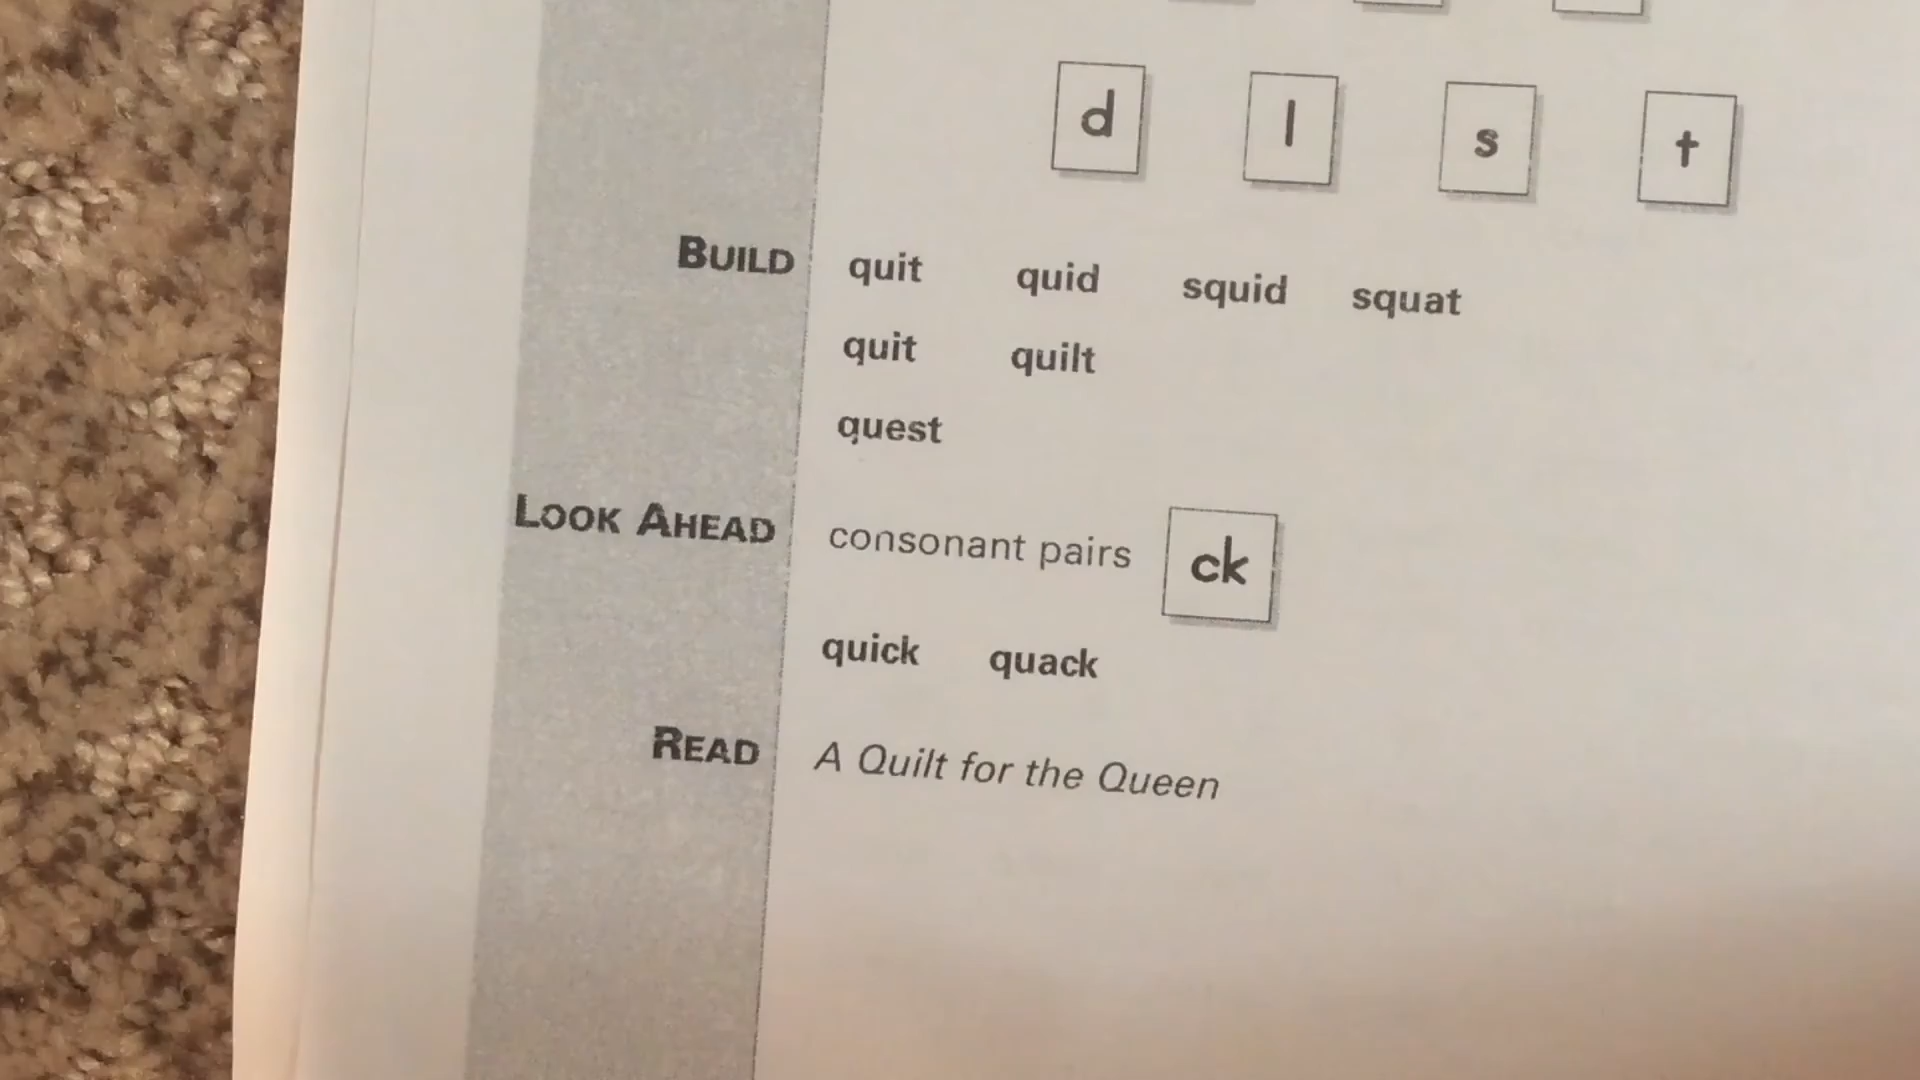 d l s t
BUILD quit quid squid squat
quit quilt
quest
LOOK AHEAD consonant pairs ck
quick quack
READ A Quilt for the Queen